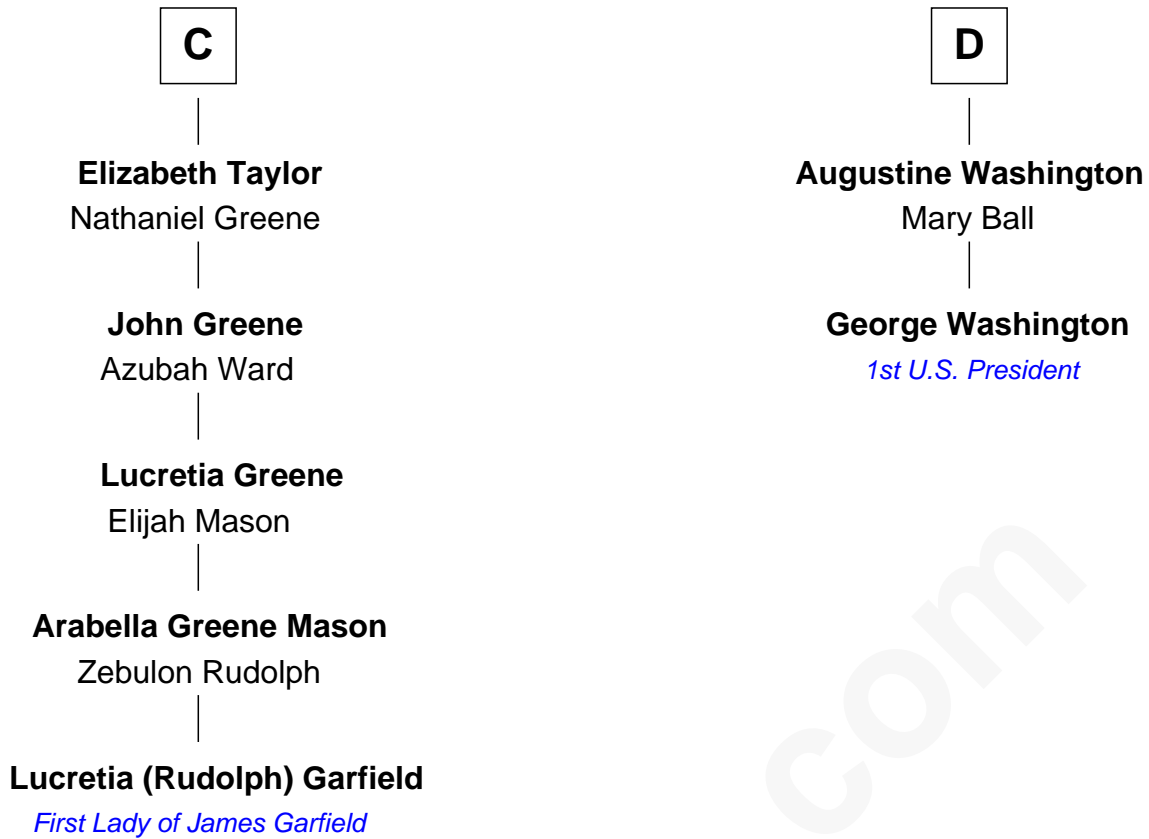 C
Elizabeth Taylor
Nathaniel Greene
John Greene
Azubah Ward
Lucretia Greene
Elijah Mason
Arabella Greene Mason
Zebulon Rudolph
Lucretia (Rudolph) Garfield
First Lady of James Garfield
D
Augustine Washington
Mary Ball
George Washington
1st U.S. President
com